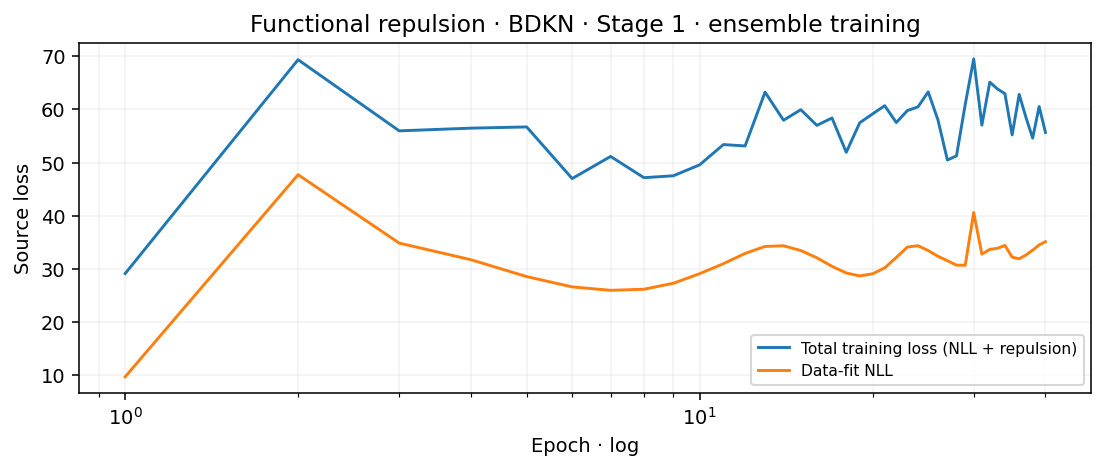 Functional repulsion · BDKN · Stage 1 · ensemble training
Source loss
70
60
50
40
30
20
10
Total training loss (NLL + repulsion)
Data-fit NLL
10⁰
10¹
Epoch · log